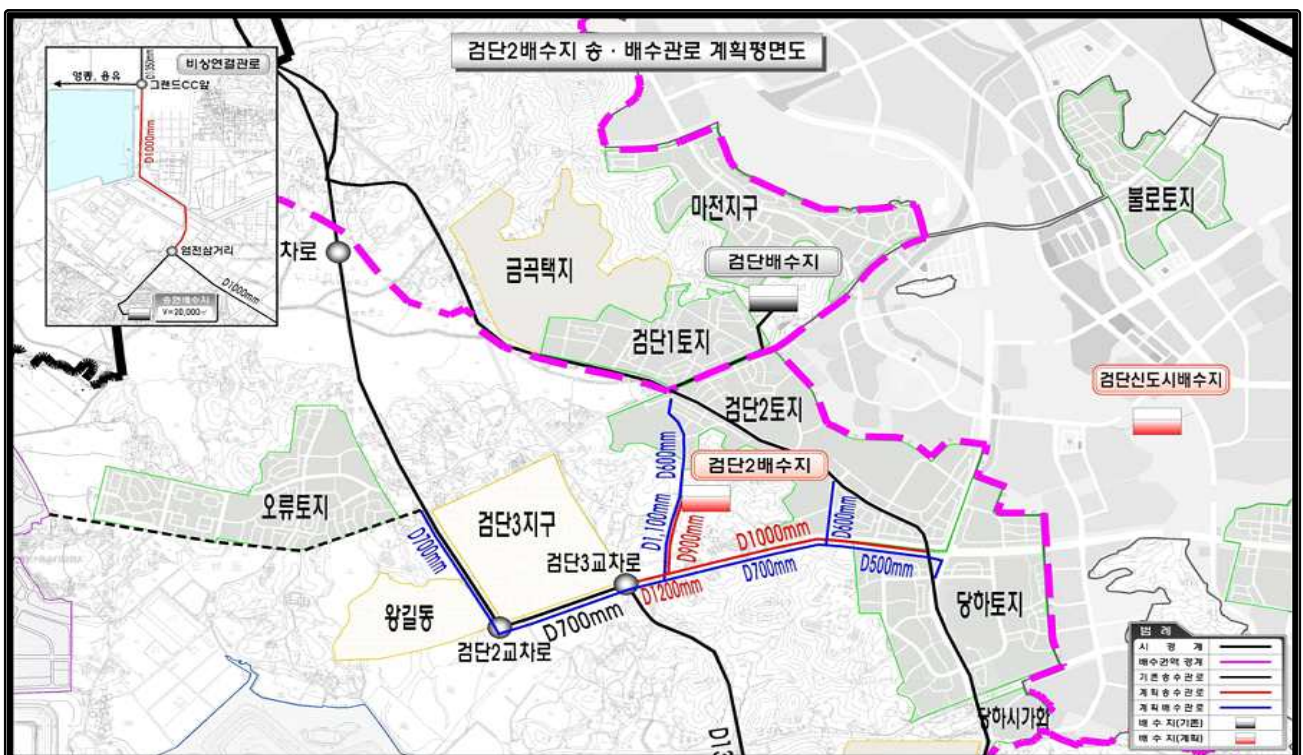 검단2배수지 송 · 배수관로 계획평면도
비상연결관로
영종, 용유
그랜드CC앞
D1000mm
염전삼거리
D1000mm
V=20,000㎥
차로
마전지구
불로토지
금곡택지
검단배수지
검단1토지
검단신도시배수지
검단2토지
D600mm
검단2배수지
오류토지
검단3지구
D700mm
D1,100mm
D900mm
D1000mm
D600mm
검단3교차로
D1200mm
D700mm
D500mm
왕길동
D700mm
당하토지
검단2교차로
당하시가화
범 례
시 경 계
배수권역 경계
기존송수관로
계획송수관로
계획배수관로
배 수 지(기존)
배 수 지(계획)